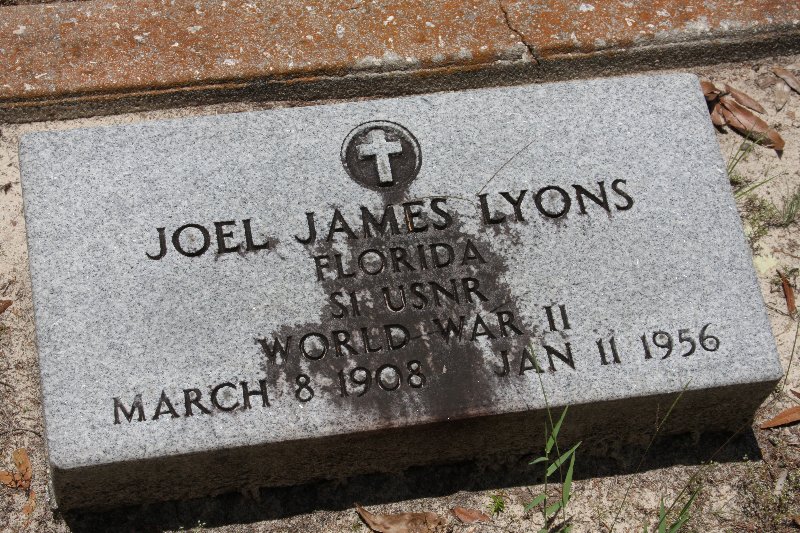 JOEL JAMES LYONS
FLORIDA
S1 USNR
WORLD WAR II
MARCH 8 1908 JAN 11 1956